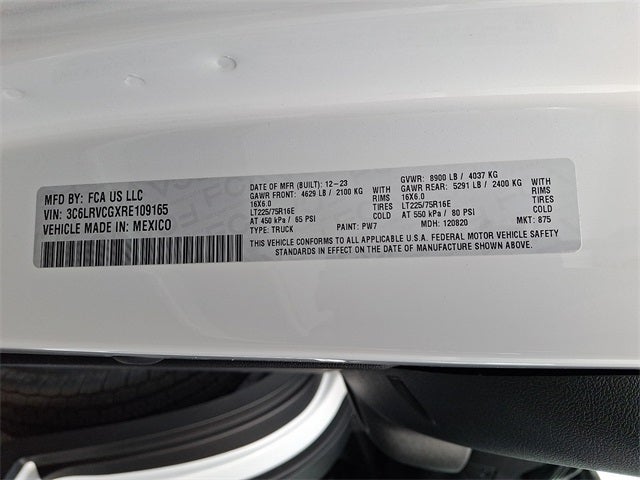 MFD BY: FCA US LLC
VIN: 3C6LRVCGXRE109165
VEHICLE MADE IN: MEXICO
DATE OF MFR (BUILT): 12-23
GAWR FRONT: 4629 LB / 2100 KG WITH
16X6.0 RIMS
LT225/75R16E TIRES
AT 450 kPa / 65 PSI COLD
TYPE: TRUCK PAINT: PW7
GVWR: 8900 LB / 4037 KG
GAWR REAR: 5291 LB / 2400 KG WITH
16X6.0 RIMS
LT225/75R16E TIRES
AT 550 kPa / 80 PSI COLD
MDH: 120820 MKT: 875
THIS VEHICLE CONFORMS TO ALL APPLICABLE U.S.A. FEDERAL MOTOR VEHICLE SAFETY
STANDARDS IN EFFECT ON THE DATE OF MANUFACTURE SHOWN ABOVE.